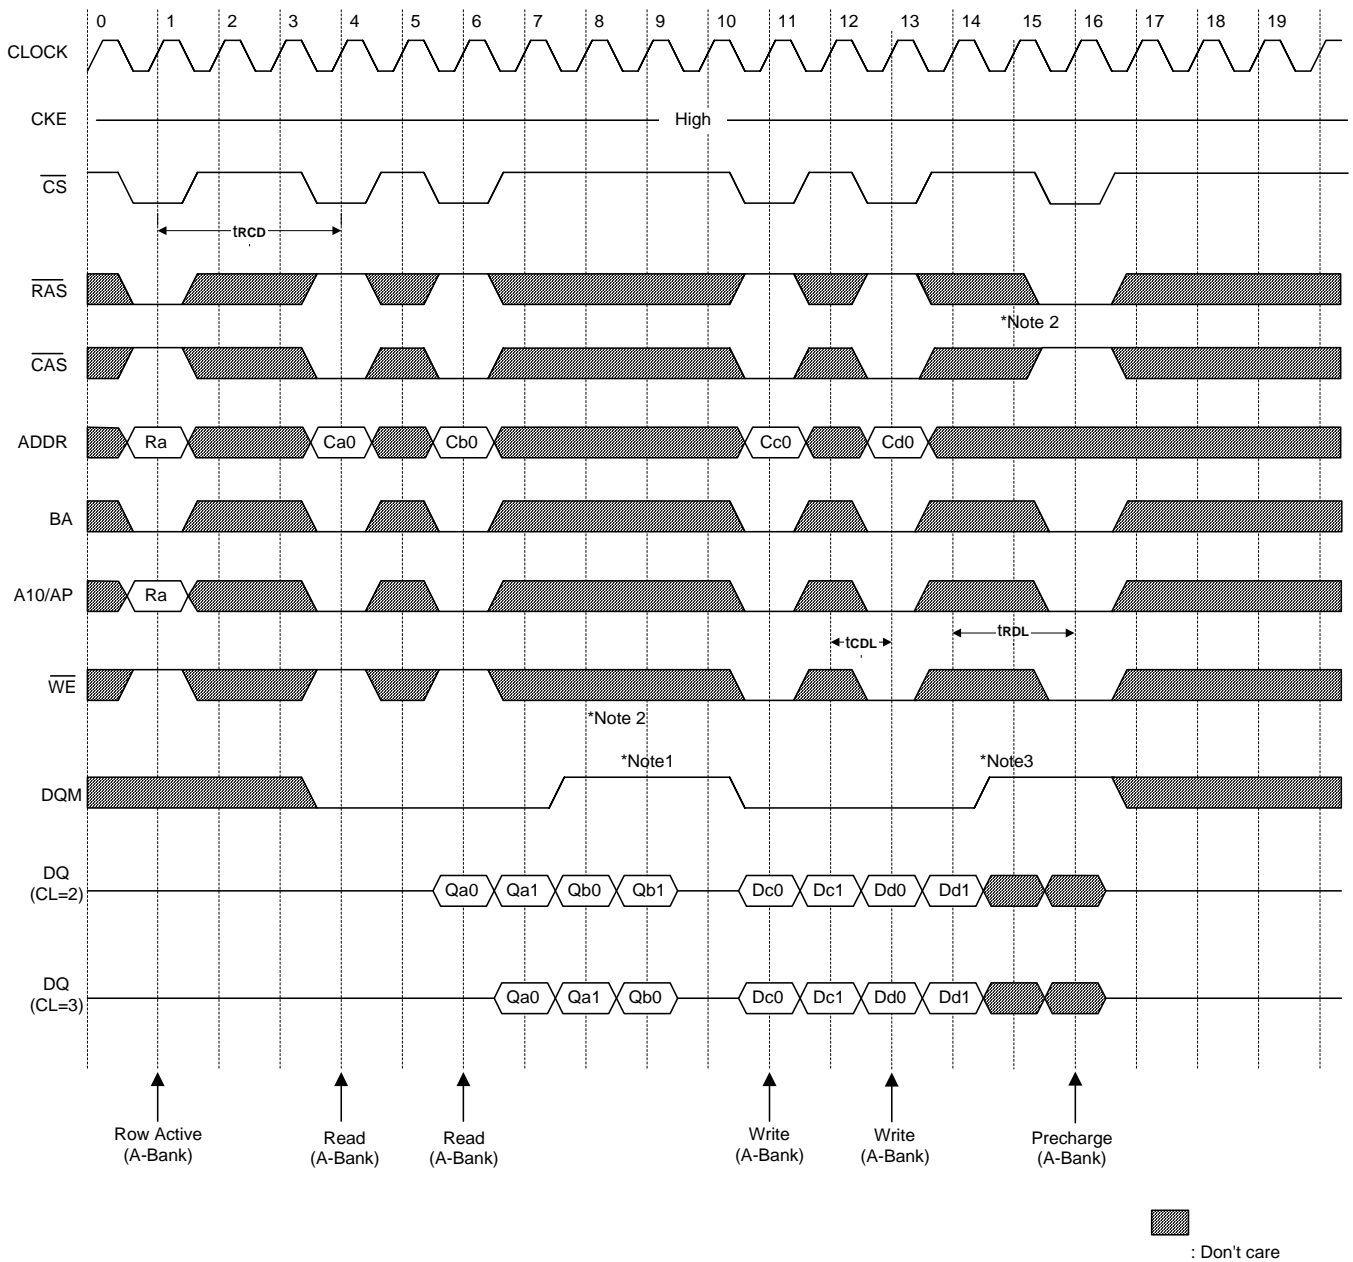 0 1 2 3 4 5 6 7 8 9 10 11 12 13 14 15 16 17 18 19
CLOCK
CKE High
CS
tRCD
RAS
*Note 2
CAS
ADDR Ra Ca0 Cb0 Cc0 Cd0
BA
A10/AP Ra
tCDL tRDL
WE
*Note 2
*Note1 *Note3
DQM
DQ
(CL=2) Qa0 Qa1 Qb0 Qb1 Dc0 Dc1 Dd0 Dd1
DQ
(CL=3) Qa0 Qa1 Qb0 Dc0 Dc1 Dd0 Dd1
Row Active
(A-Bank)
Read
(A-Bank)
Read
(A-Bank)
Write
(A-Bank)
Write
(A-Bank)
Precharge
(A-Bank)
: Don't care